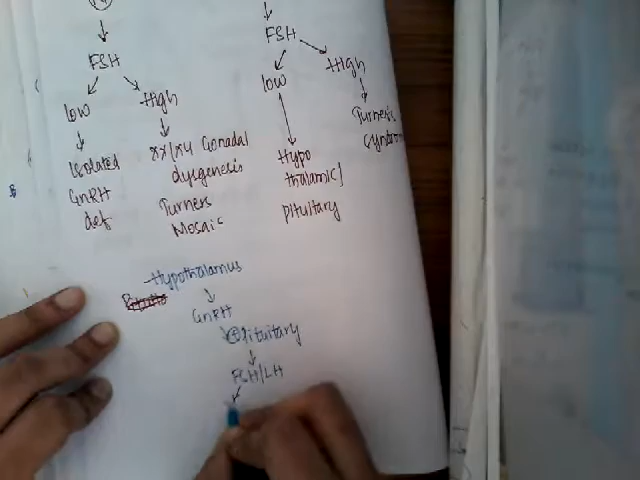 FSH
low
High
Isolated
GnRH
def
XX/XY Gonadal
dysgenesis
Turners
Mosaic
FSH
low
High
Hypo
thalamic/
pituitary
Turner's
Syndrom
Hypothalamus
GnRH
⊕ Pituitary
FSH/LH